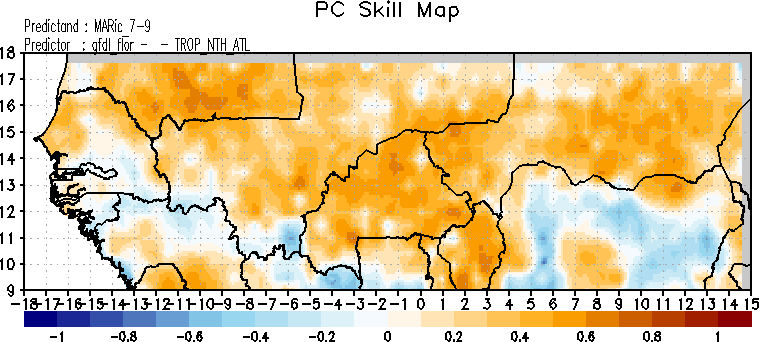 PC Skill Map
Predictand : MARic_7-9
Predictor : gfdl_flor - - TROP_NTH_ATL
18
17
16
15
14
13
12
11
10
9
-18 -17 -16 -15 -14 -13 -12 -11 -10 -9 -8 -7 -6 -5 -4 -3 -2 -1 0 1 2 3 4 5 6 7 8 9 10 11 12 13 14 15
-1 -0.8 -0.6 -0.4 -0.2 0 0.2 0.4 0.6 0.8 1